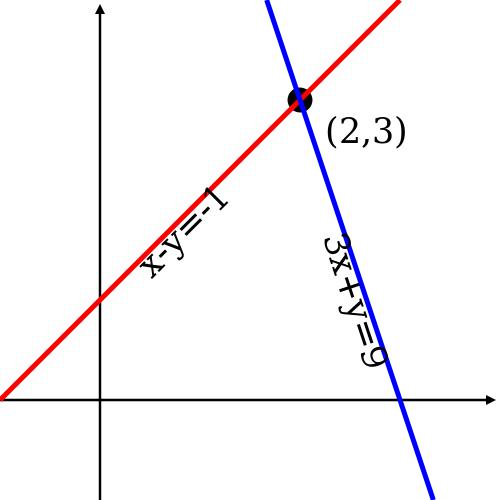 (2,3)
x-y=-1
3x+y=9